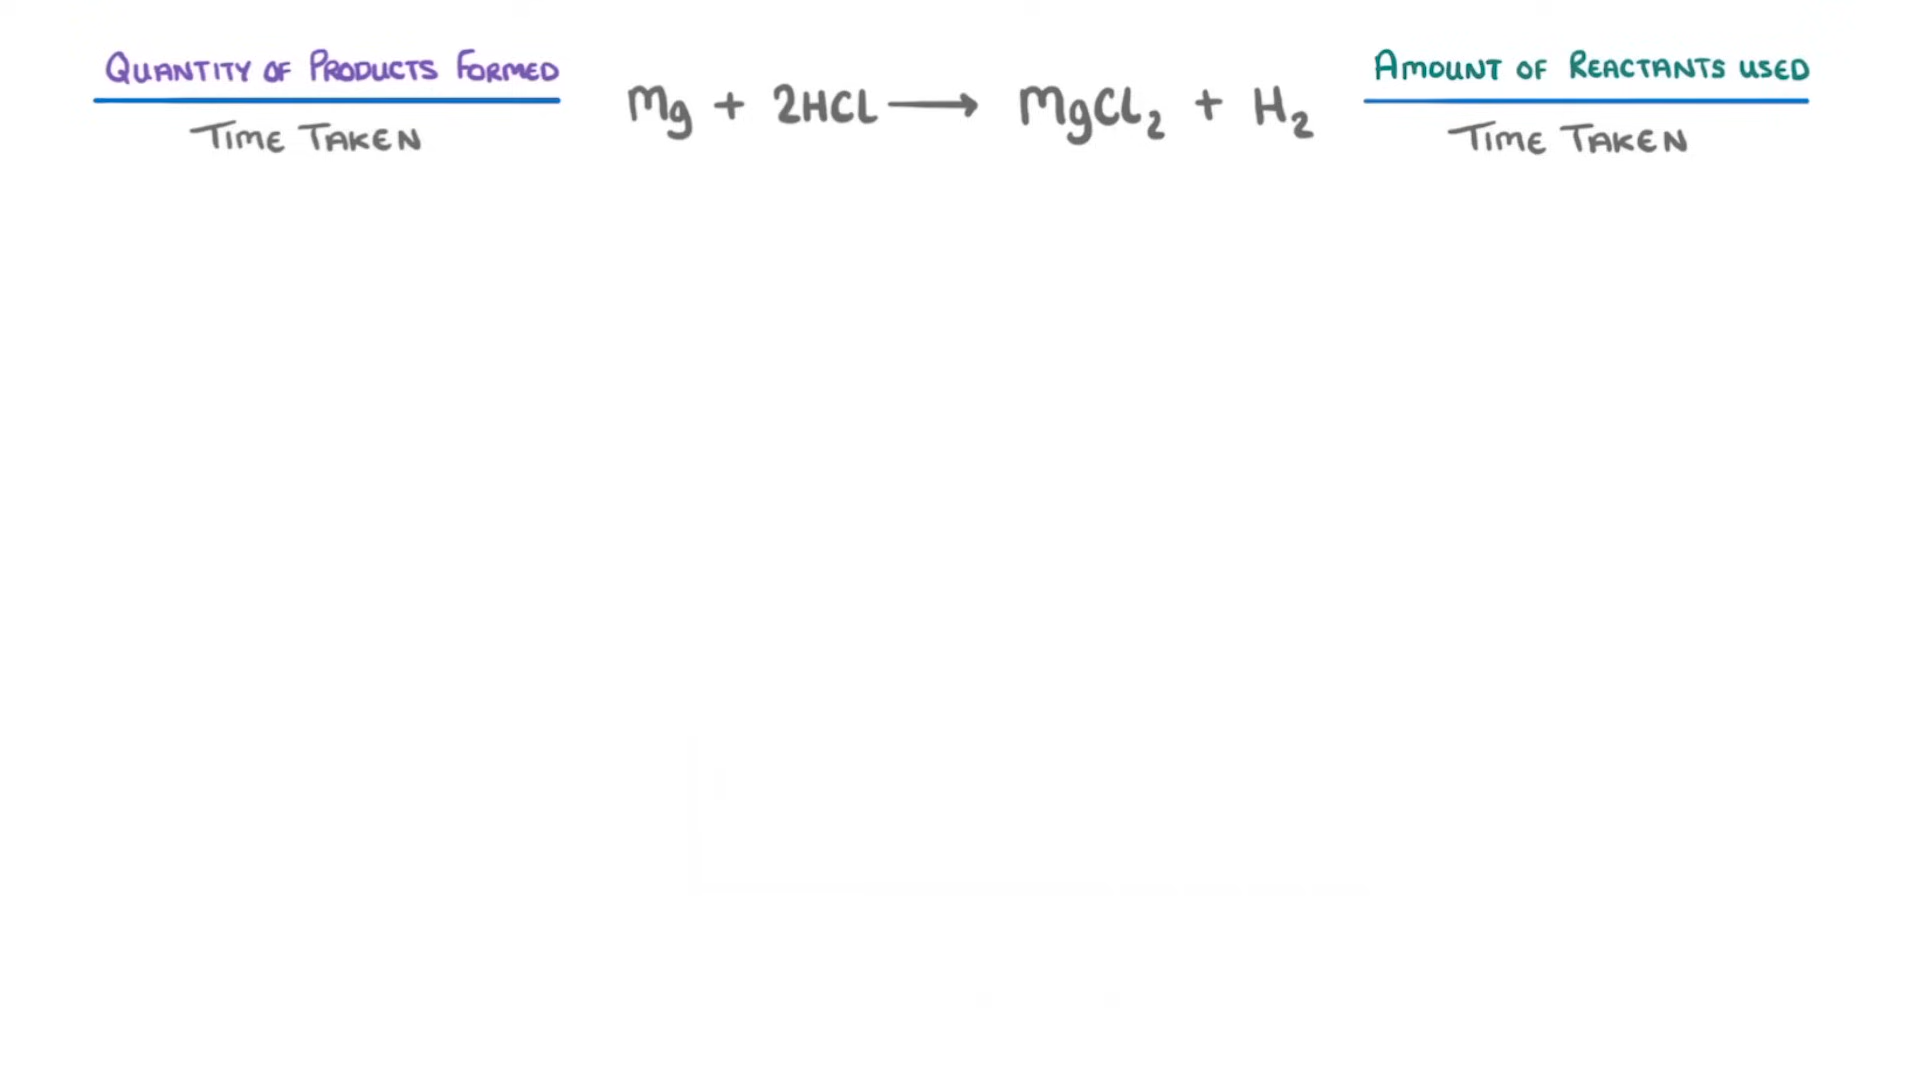 QUANTITY OF PRODUCTS FORMED
TIME TAKEN
Mg + 2HCL ⟶ MgCL₂ + H₂
AMOUNT OF REACTANTS USED
TIME TAKEN